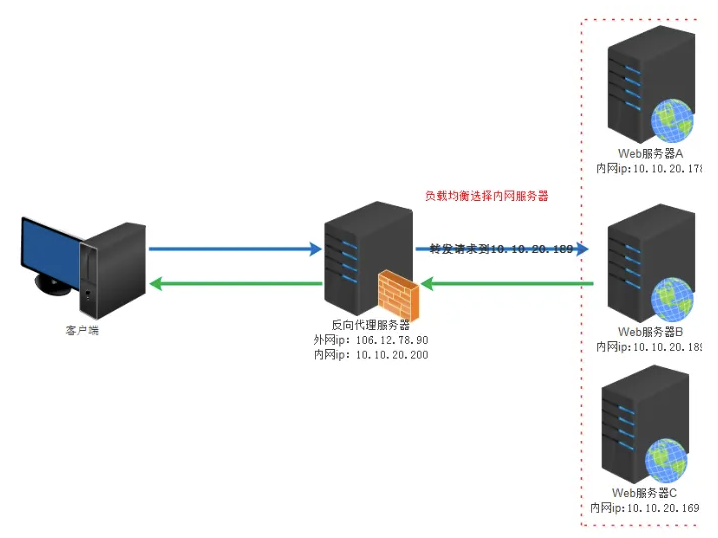 Web服务器A
内网ip:10.10.20.178
负载均衡选择内网服务器
转发请求到10.10.20.189
客户端
反向代理服务器
外网ip: 106.12.78.90
内网ip: 10.10.20.200
Web服务器B
内网ip:10.10.20.189
Web服务器C
内网ip:10.10.20.169